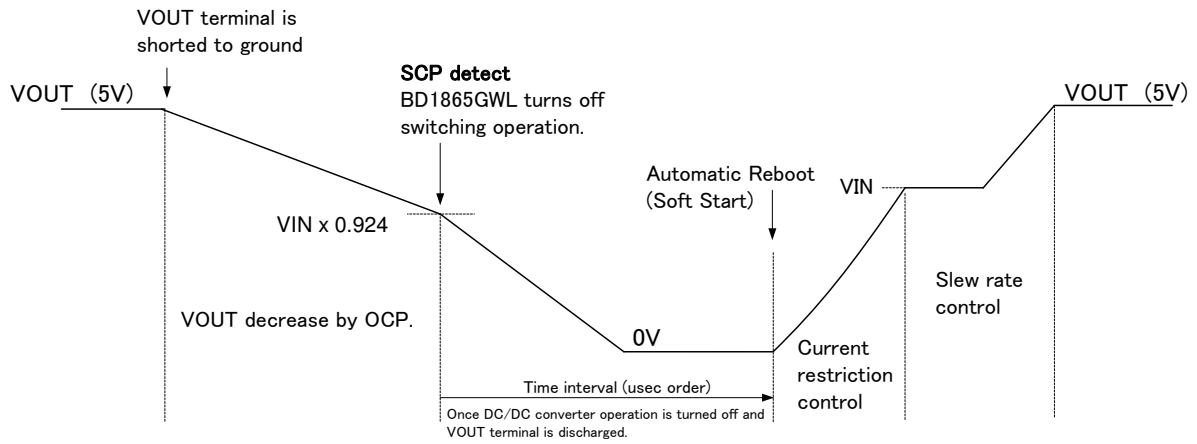 VOUT terminal is
shorted to ground
SCP detect
BD1865GWL turns off
switching operation.
VOUT (5V)
VOUT (5V)
Automatic Reboot
(Soft Start)
VIN
VIN x 0.924
Slew rate
control
VOUT decrease by OCP.
0V
Current
restriction
control
Time interval (usec order)
Once DC/DC converter operation is turned off and
VOUT terminal is discharged.